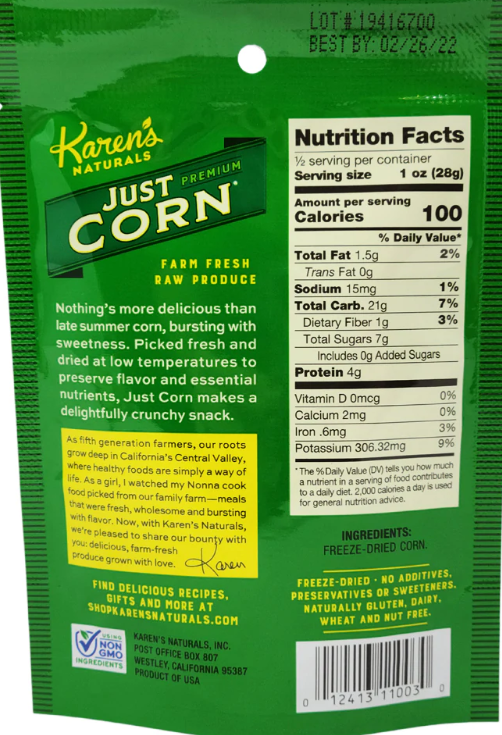 LOT # 19416700
BEST BY: 02/26/22
Karen's
NATURALS
JUST PREMIUM
CORN*
FARM FRESH
RAW PRODUCE
Nothing's more delicious than
late summer corn, bursting with
sweetness. Picked fresh and
dried at low temperatures to
preserve flavor and essential
nutrients, Just Corn makes a
delightfully crunchy snack.
As fifth generation farmers, our roots
grow deep in California's Central Valley,
where healthy foods are simply a way of
life. As a girl, I watched my Nonna cook
food picked from our family farm—meals
that were fresh, wholesome and bursting
with flavor. Now, with Karen's Naturals,
we're pleased to share our bounty with
you: delicious, farm-fresh
produce grown with love. Karen
FIND DELICIOUS RECIPES,
GIFTS AND MORE AT
SHOPKARENSNATURALS.COM
USING
NON
GMO
INGREDIENTS
KAREN'S NATURALS, INC.
POST OFFICE BOX 807
WESTLEY, CALIFORNIA 95387
PRODUCT OF USA
Nutrition Facts
½ serving per container
Serving size 1 oz (28g)
Amount per serving
Calories 100
% Daily Value*
Total Fat 1.5g 2%
Trans Fat 0g
Sodium 15mg 1%
Total Carb. 21g 7%
Dietary Fiber 1g 3%
Total Sugars 7g
Includes 0g Added Sugars
Protein 4g
Vitamin D 0mcg 0%
Calcium 2mg 0%
Iron .6mg 3%
Potassium 306.32mg 9%
*The % Daily Value (DV) tells you how much
a nutrient in a serving of food contributes
to a daily diet. 2,000 calories a day is used
for general nutrition advice.
INGREDIENTS:
FREEZE-DRIED CORN.
FREEZE-DRIED · NO ADDITIVES,
PRESERVATIVES OR SWEETENERS.
NATURALLY GLUTEN, DAIRY,
WHEAT AND NUT FREE.
0 12413 11003 0